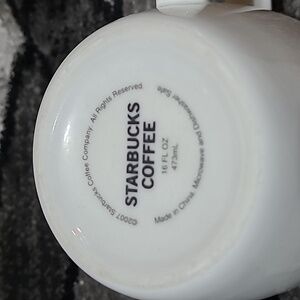 ©2007 Starbucks Coffee Company. All Rights Reserved.
STARBUCKS
COFFEE
16 FL OZ
473mL
Made in China. Microwave and Dishwasher Safe